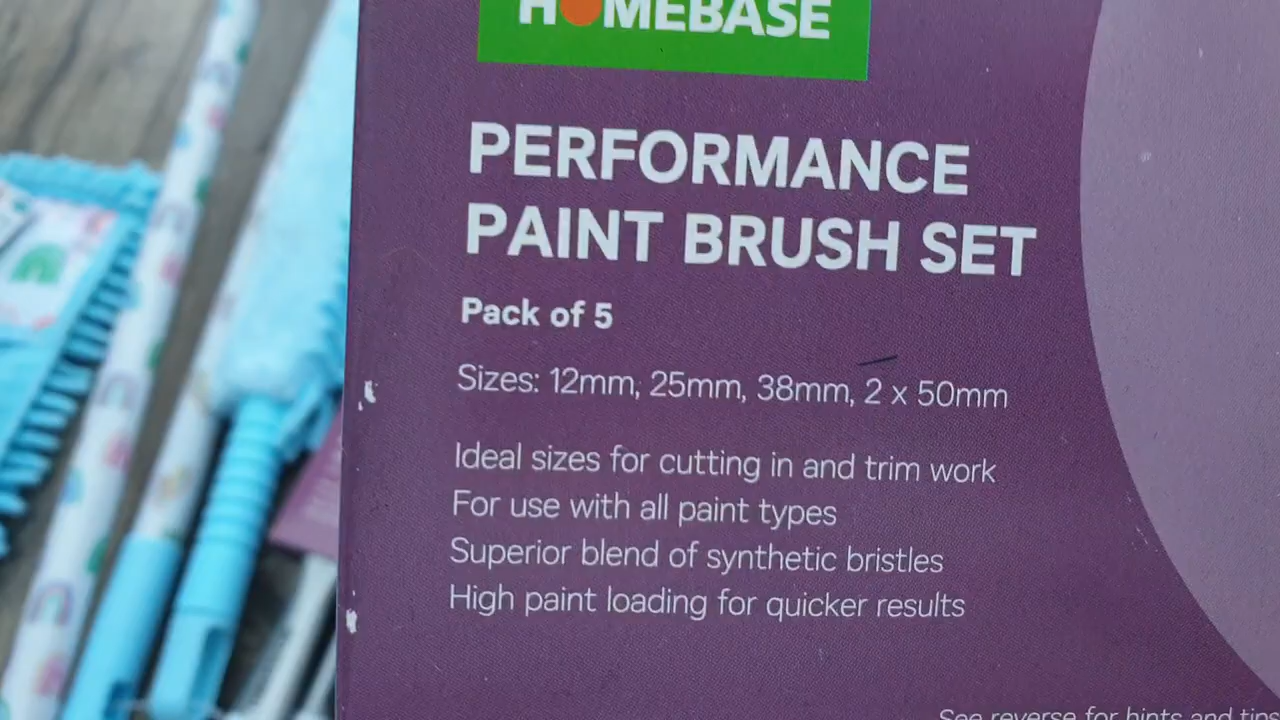 HOMEBASE
PERFORMANCE
PAINT BRUSH SET
Pack of 5
Sizes: 12mm, 25mm, 38mm, 2 x 50mm
Ideal sizes for cutting in and trim work
For use with all paint types
Superior blend of synthetic bristles
High paint loading for quicker results
See reverse for hints and tips